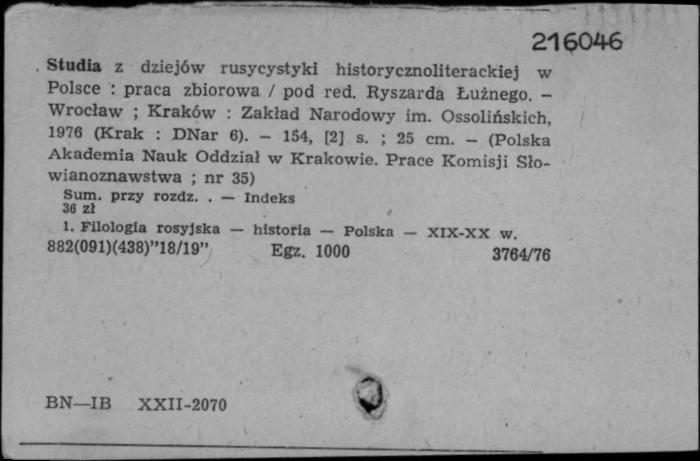 216046
Studia z dziejów rusycystyki historycznoliterackiej w
Polsce : praca zbiorowa / pod red. Ryszarda Łużnego. —
Wrocław ; Kraków : Zakład Narodowy im. Ossolińskich,
1976 (Krak : DNar 6). — 154, [2] s. ; 25 cm. — (Polska
Akademia Nauk Oddział w Krakowie. Prace Komisji Sło-
wianoznawstwa ; nr 35)
Sum. przy rozdz. . — Indeks
36 zł
1. Filologia rosyjska — historia — Polska — XIX-XX w.
882(091)(438)"18/19" Egz. 1000 3764/76
BN—IB XXII-2070